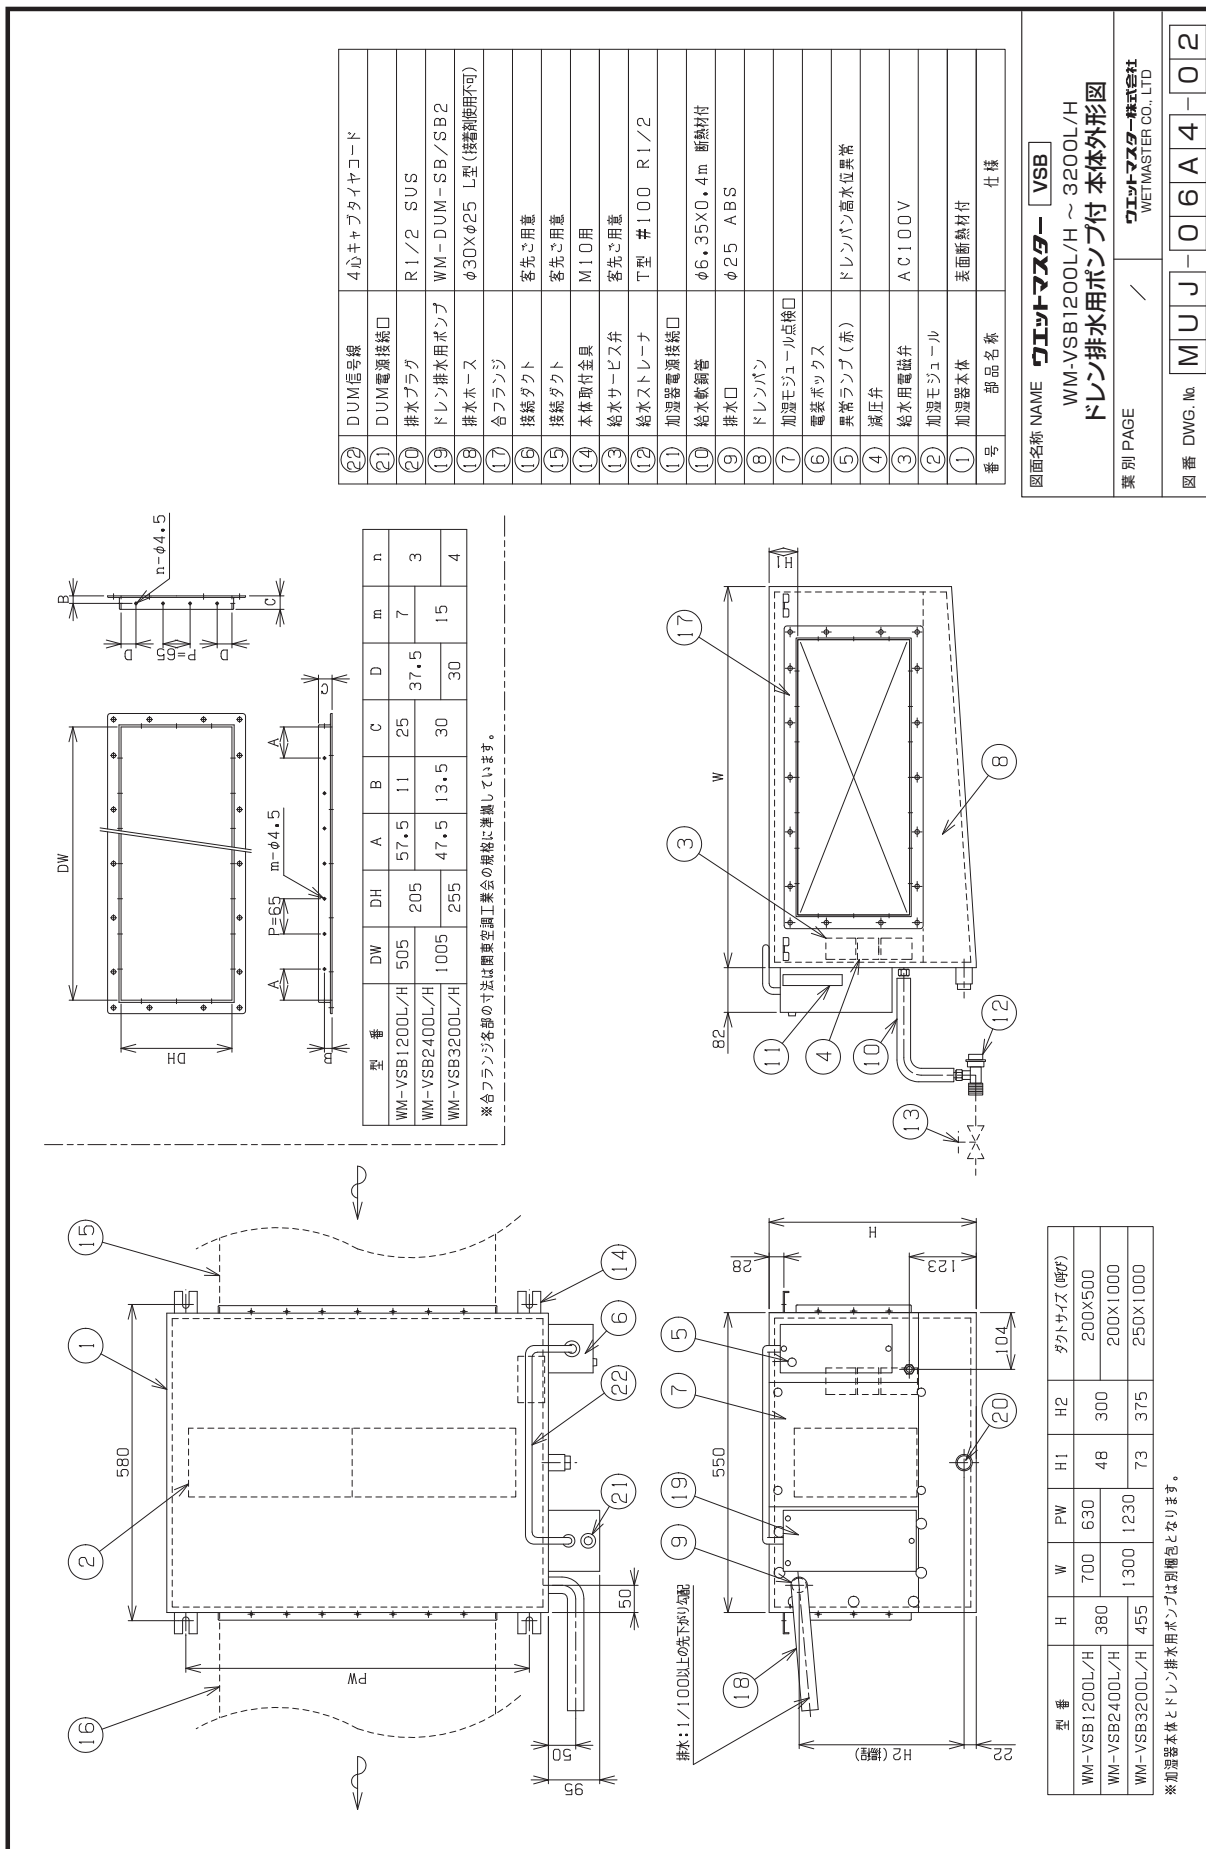 580
PW
50
50
95
1
2
15
16
14
6
22
21
DW
DH
A
P=65
m-φ4.5
A
B
C
B
n-φ4.5
D
P=65
D
C
型 番 DW DH A B C D m n
WM-VSB1200L/H 505 205 57.5 11 25 37.5 7 3
WM-VSB2400L/H 1005 47.5 13.5 30 15
WM-VSB3200L/H 255 30 4
※合フランジ各部の寸法は関東空調工業会の規格に準拠しています。
22 DUM信号線 4心キャブタイヤコード
21 DUM電源接続口
20 排水プラグ R1/2 SUS
19 ドレン排水用ポンプ WM-DUM-SB/SB2
18 排水ホース φ30Xφ25 L型(接着剤使用不可)
17 合フランジ
16 接続ダクト 客先ご用意
15 接続ダクト 客先ご用意
14 本体取付金具 M10用
13 給水サービス弁 客先ご用意
12 給水ストレーナ T型 #100 R1/2
11 加湿器電源接続口
10 給水軟銅管 φ6.35X0.4m 断熱材付
9 排水口 φ25 ABS
8 ドレンパン
7 加湿モジュール点検口
6 電装ボックス
5 異常ランプ(赤) ドレンパン高水位異常
4 減圧弁
3 給水用電磁弁 AC100V
2 加湿モジュール
1 加湿器本体 表面断熱材付
番号 部品名称 仕様
550
28
H
123
104
H2(揚程)
22
排水:1/100以上の先下がり勾配
5
7
19
9
18
20
W
H1
82
17
3
8
11
4
10
12
13
型 番 H W PW H1 H2 ダクトサイズ(呼び)
WM-VSB1200L/H 380 700 630 48 300 200X500
WM-VSB2400L/H 1300 1230 200X1000
WM-VSB3200L/H 455 73 375 250X1000
※加湿器本体とドレン排水用ポンプは別梱包となります。
図面名称 NAME ウエットマスター VSB
WM-VSB1200L/H ~ 3200L/H
ドレン排水用ポンプ付 本体外形図
葉別 PAGE / ウエットマスター株式会社
WETMASTER CO., LTD
図番 DWG. No. MUJ-06A4-02